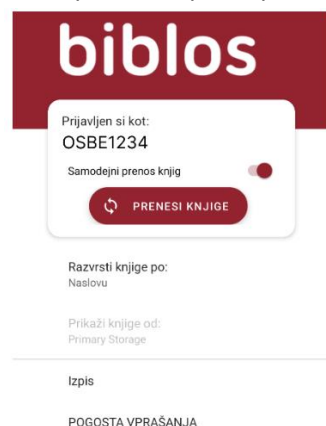 biblos
Prijavljen si kot:
OSBE1234
Samodejni prenos knjig
PRENESI KNJIGE
Razvrsti knjige po:
Naslovu
Prikaži knjige od:
Primary Storage
Izpis
POGOSTA VPRAŠANJA